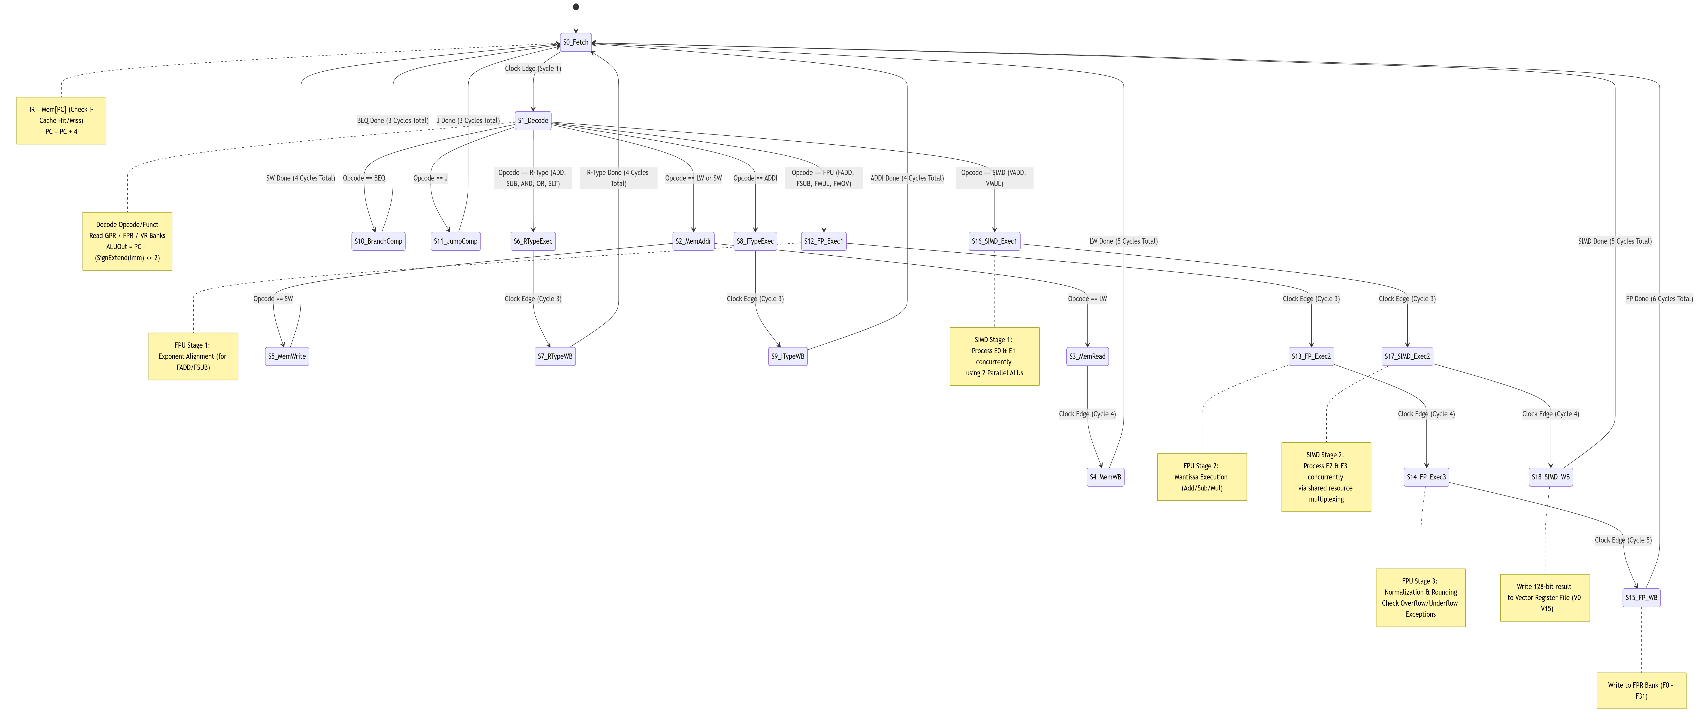 S0_Fetch
Clock Edge (Cycle 1)
IR = Mem[PC] (Check I-
Cache Hit/Miss)
PC = PC + 4
BEQ Done (3 Cycles Total)
J Done (3 Cycles Total)
S1_Decode
SW Done (4 Cycles Total)
Opcode == BEQ
Opcode == J
Opcode == R-Type (ADD,
SUB, AND, OR, SLT)
R-Type Done (4 Cycles
Total)
Opcode == LW or SW
Opcode == ADDI
Opcode == FPU (FADD,
FSUB, FMUL, FMOV)
ADDI Done (4 Cycles Total)
Opcode == SIMD (VADD,
VMUL)
Decode Opcode/Funct
Read GPR / FPR / VR Banks
ALUOut = PC
(SignExtend(Imm) << 2)
S10_BranchComp
S11_JumpComp
S6_RTypeExec
S2_MemAddr
S8_ITypeExec
S12_FP_Exec1
S16_SIMD_Exec1
LW Done (5 Cycles Total)
SIMD Done (5 Cycles Total)
Opcode == SW
Clock Edge (Cycle 3)
Clock Edge (Cycle 3)
Opcode == LW
Clock Edge (Cycle 3)
Clock Edge (Cycle 3)
FP Done (6 Cycles Total)
FPU Stage 1:
Exponent Alignment (for
FADD/FSUB)
S5_MemWrite
S7_RTypeWB
S9_ITypeWB
SIMD Stage 1:
Process E0 & E1
concurrently
using 2 Parallel ALUs
S3_MemRead
S13_FP_Exec2
S17_SIMD_Exec2
Clock Edge (Cycle 4)
Clock Edge (Cycle 4)
Clock Edge (Cycle 4)
FPU Stage 2:
Mantissa Execution
(Add/Sub/Mul)
SIMD Stage 2:
Process E2 & E3
concurrently
via shared resource
multiplexing
S4_MemWB
S14_FP_Exec3
S18_SIMD_WB
Clock Edge (Cycle 5)
FPU Stage 3:
Normalization & Rounding
Check Overflow/Underflow
Exceptions
Write 128-bit result
to Vector Register File (V0 -
V15)
S15_FP_WB
Write to FPR Bank (F0 -
F31)